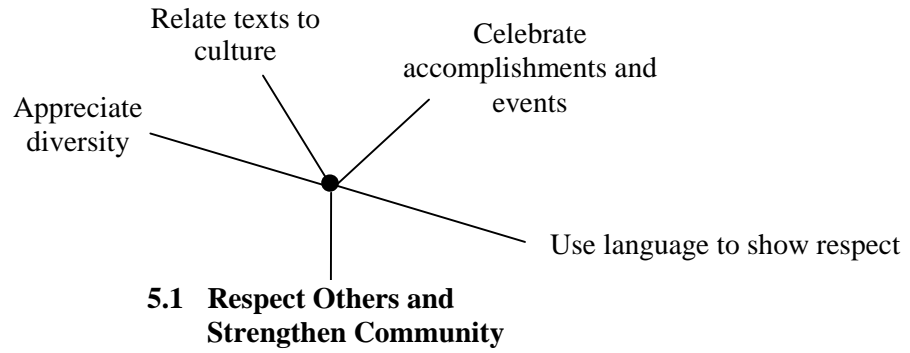 Relate texts to
culture
Celebrate
accomplishments and
events
Appreciate
diversity
Use language to show respect
5.1 Respect Others and
Strengthen Community